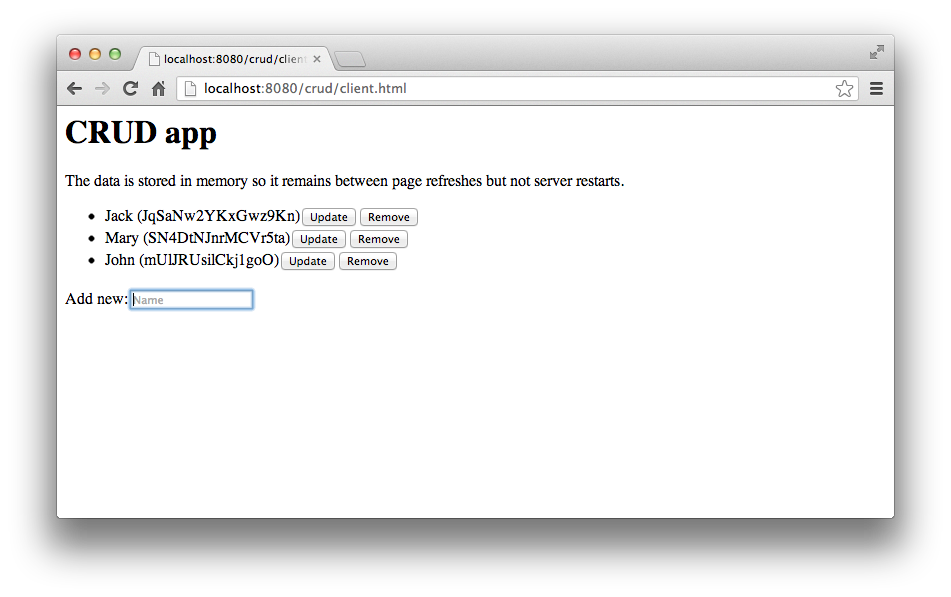 localhost:8080/crud/client
localhost:8080/crud/client.html
CRUD app
The data is stored in memory so it remains between page refreshes but not server restarts.
Jack (JqSaNw2YKxGwz9Kn) Update Remove
Mary (SN4DtNJnrMCVr5ta) Update Remove
John (mUlJRUsilCkj1goO) Update Remove
Add new: Name